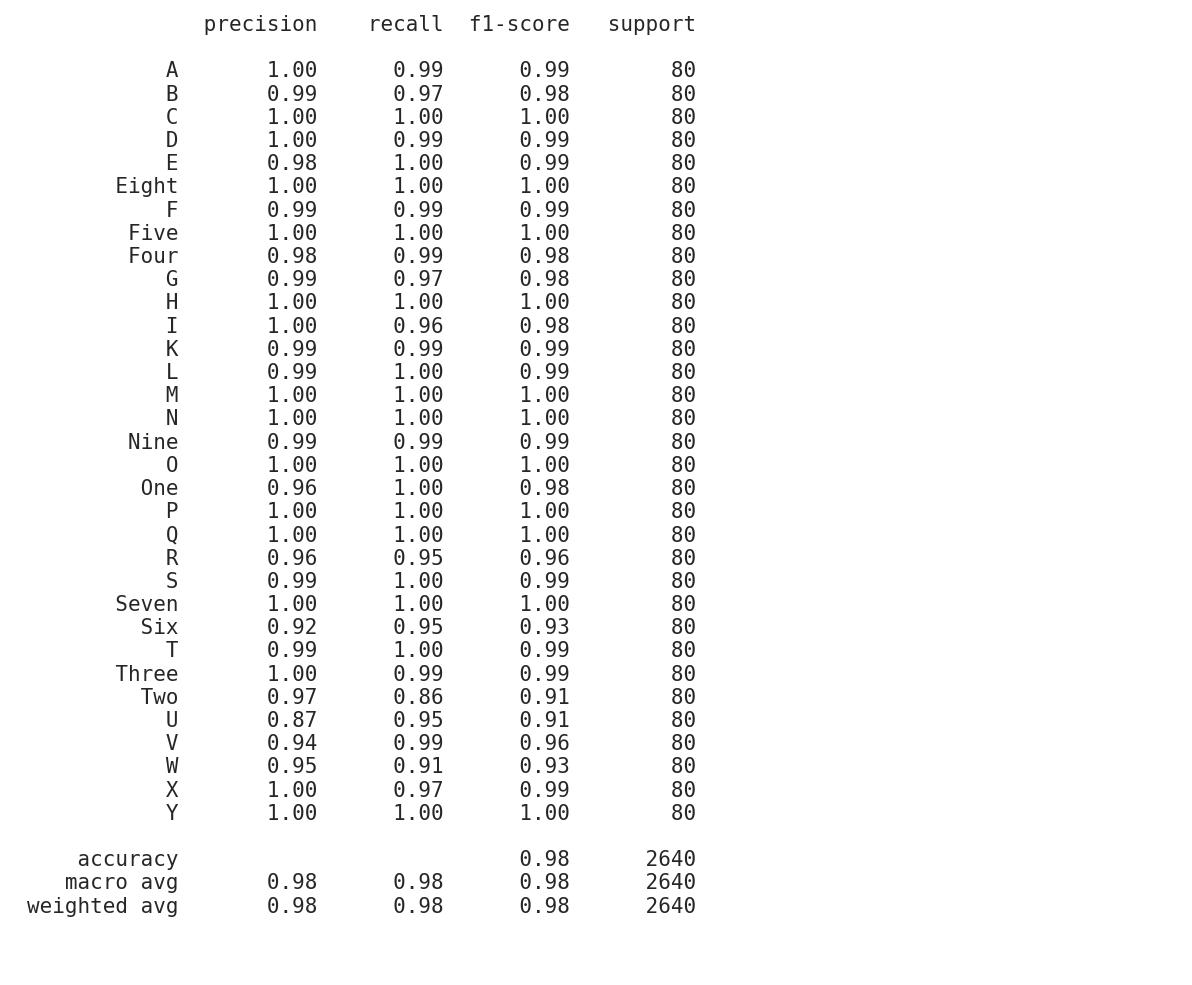 precision recall f1-score support
A 1.00 0.99 0.99 80
B 0.99 0.97 0.98 80
C 1.00 1.00 1.00 80
D 1.00 0.99 0.99 80
E 0.98 1.00 0.99 80
Eight 1.00 1.00 1.00 80
F 0.99 0.99 0.99 80
Five 1.00 1.00 1.00 80
Four 0.98 0.99 0.98 80
G 0.99 0.97 0.98 80
H 1.00 1.00 1.00 80
I 1.00 0.96 0.98 80
K 0.99 0.99 0.99 80
L 0.99 1.00 0.99 80
M 1.00 1.00 1.00 80
N 1.00 1.00 1.00 80
Nine 0.99 0.99 0.99 80
O 1.00 1.00 1.00 80
One 0.96 1.00 0.98 80
P 1.00 1.00 1.00 80
Q 1.00 1.00 1.00 80
R 0.96 0.95 0.96 80
S 0.99 1.00 0.99 80
Seven 1.00 1.00 1.00 80
Six 0.92 0.95 0.93 80
T 0.99 1.00 0.99 80
Three 1.00 0.99 0.99 80
Two 0.97 0.86 0.91 80
U 0.87 0.95 0.91 80
V 0.94 0.99 0.96 80
W 0.95 0.91 0.93 80
X 1.00 0.97 0.99 80
Y 1.00 1.00 1.00 80
accuracy 0.98 2640
macro avg 0.98 0.98 0.98 2640
weighted avg 0.98 0.98 0.98 2640